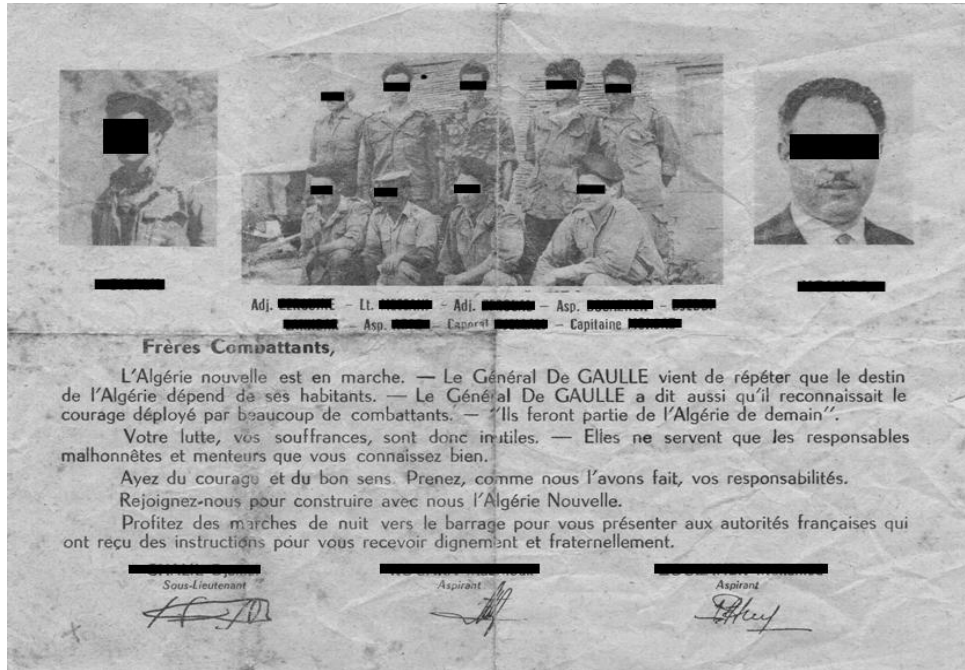 Adj. – Lt. – Adj. – Asp. –
– Asp. – Caporal – Capitaine
Frères Combattants,
L'Algérie nouvelle est en marche. — Le Général De GAULLE vient de répéter que le destin
de l'Algérie dépend de ses habitants. — Le Général De GAULLE a dit aussi qu'il reconnaissait le
courage déployé par beaucoup de combattants. — "Ils feront partie de l'Algérie de demain".
Votre lutte, vos souffrances, sont donc inutiles. — Elles ne servent que les responsables
malhonnêtes et menteurs que vous connaissez bien.
Ayez du courage et du bon sens. Prenez, comme nous l'avons fait, vos responsabilités.
Rejoignez-nous pour construire avec nous l'Algérie Nouvelle.
Profitez des marches de nuit vers le barrage pour vous présenter aux autorités françaises qui
ont reçu des instructions pour vous recevoir dignement et fraternellement.
Sous-Lieutenant Aspirant Aspirant